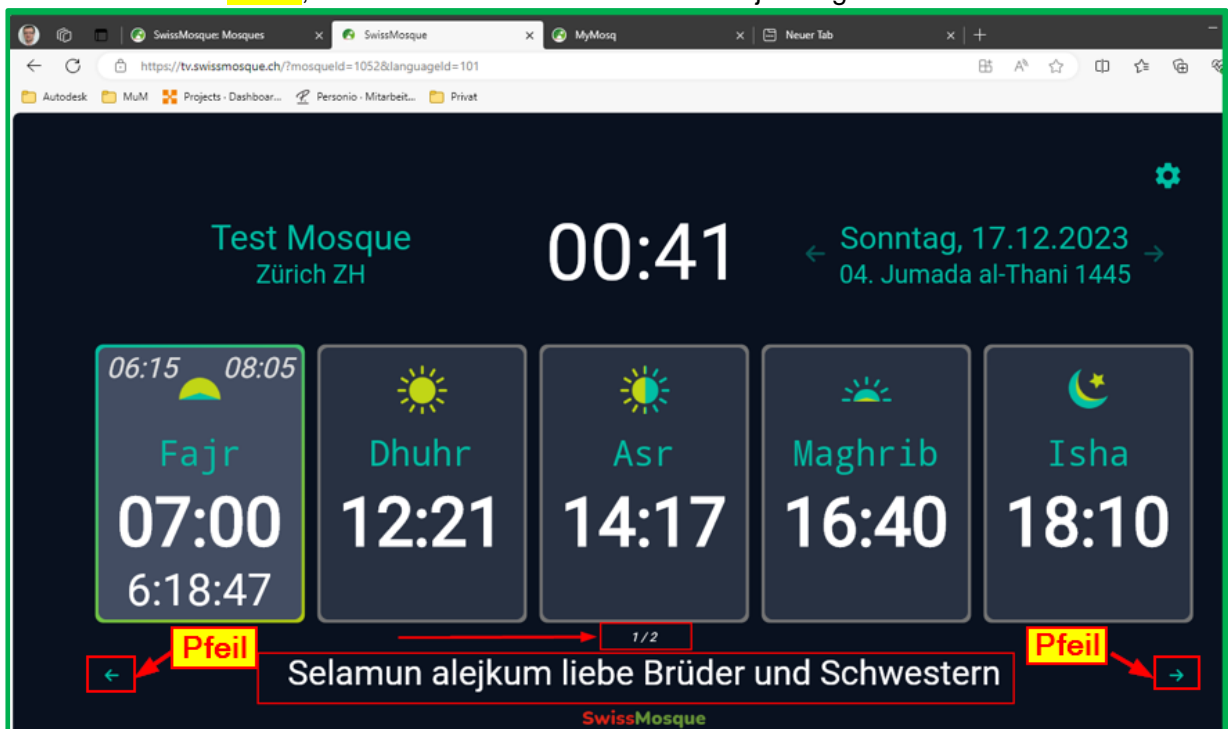 SwissMosque: Mosques
SwissMosque
MyMosq
Neuer Tab
https://tv.swissmosque.ch/?mosqueId=1052&languageId=101
Autodesk MuM Projects - Dashboar... Personio - Mitarbeit... Privat
Test Mosque
Zürich ZH
00:41
← Sonntag, 17.12.2023 →
04. Jumada al-Thani 1445
06:15 08:05
Fajr
07:00
6:18:47
Dhuhr
12:21
Asr
14:17
Maghrib
16:40
Isha
18:10
1/2
Pfeil
Pfeil
← Selamun alejkum liebe Brüder und Schwestern →
SwissMosque